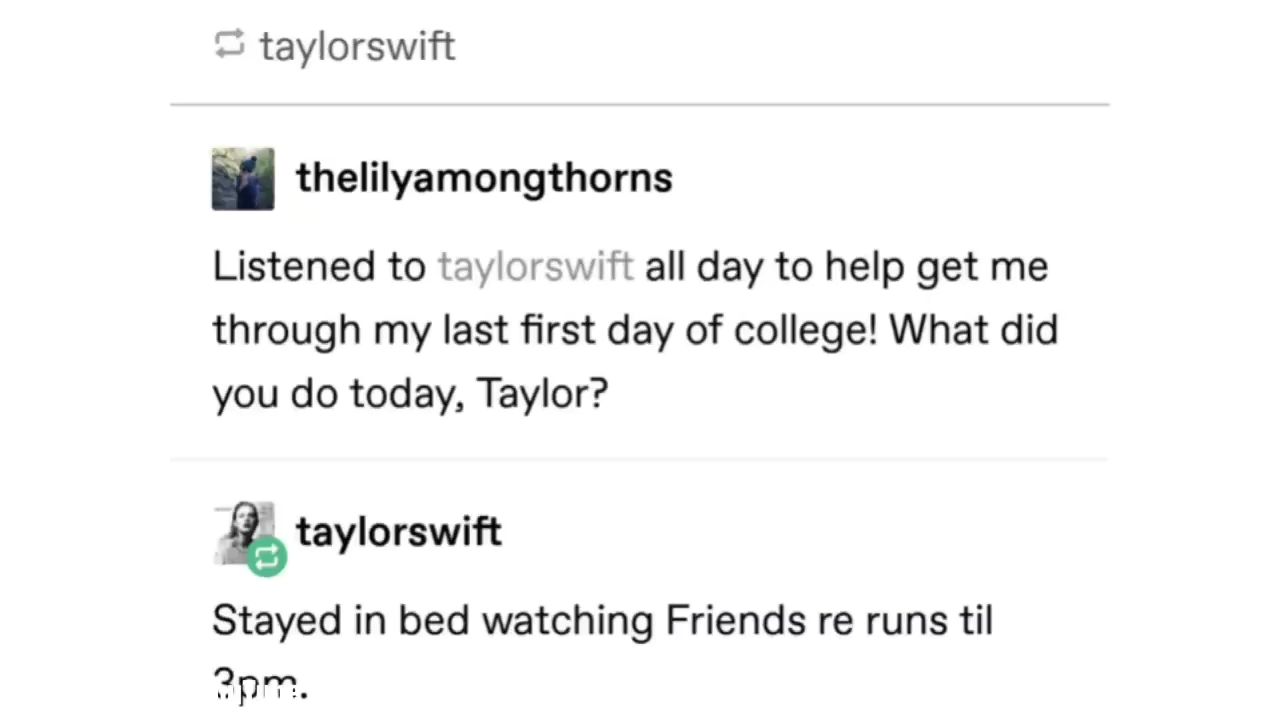 taylorswift
thelilyamongthorns
Listened to taylorswift all day to help get me
through my last first day of college! What did
you do today, Taylor?
taylorswift
Stayed in bed watching Friends re runs til
3pm.